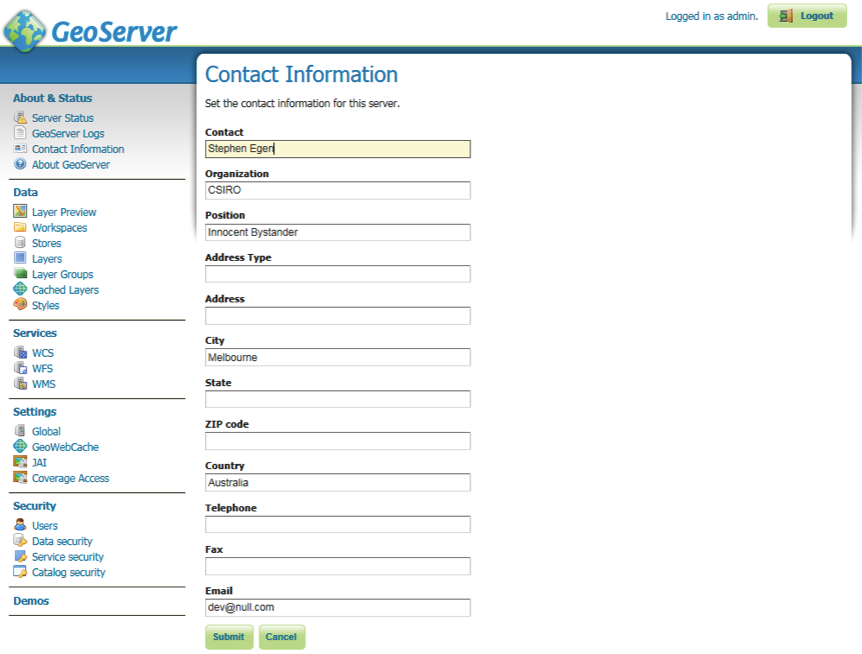 GeoServer
Logged in as admin.
Logout
About & Status
Server Status
GeoServer Logs
Contact Information
About GeoServer
Data
Layer Preview
Workspaces
Stores
Layers
Layer Groups
Cached Layers
Styles
Services
WCS
WFS
WMS
Settings
Global
GeoWebCache
JAI
Coverage Access
Security
Users
Data security
Service security
Catalog security
Demos
Contact Information
Set the contact information for this server.
Contact
Stephen Egen
Organization
CSIRO
Position
Innocent Bystander
Address Type
Address
City
Melbourne
State
ZIP code
Country
Australia
Telephone
Fax
Email
dev@null.com
Submit Cancel